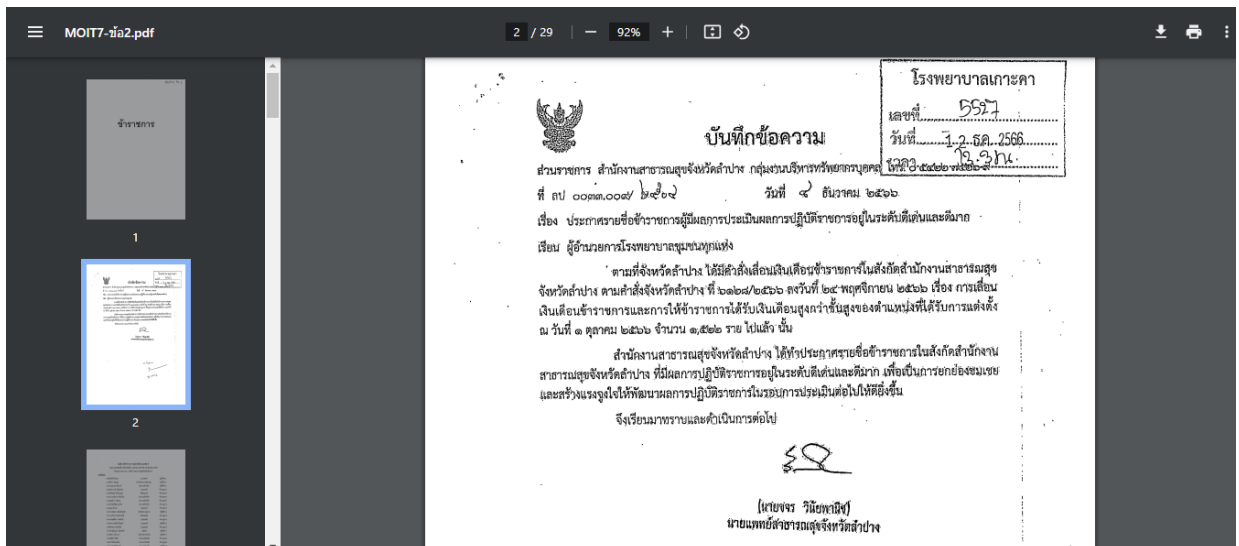 MOIT7-ข้อ2.pdf
2 / 29
92%
ข้าราชการ
1
2
โรงพยาบาลเกาะคา
เลขที่ 5527
วันที่ 1 2 ธค. 2566
เวลา
บันทึกข้อความ
ส่วนราชการ สำนักงานสาธารณสุขจังหวัดลำปาง กลุ่มงานบริหารทรัพยากรบุคคล
ที่ ลป ๐๐๓๓.๐๐๙/ วันที่ ๔ ธันวาคม ๒๕๖๖
เรื่อง ประกาศรายชื่อข้าราชการผู้มีผลการประเมินผลการปฏิบัติราชการอยู่ในระดับดีเด่นและดีมาก
เรียน ผู้อำนวยการโรงพยาบาลชุมชนทุกแห่ง
ตามที่จังหวัดลำปาง ได้มีคำสั่งเลื่อนเงินเดือนข้าราชการในสังกัดสำนักงานสาธารณสุข
จังหวัดลำปาง ตามคำสั่งจังหวัดลำปาง ที่ ลงวันที่ ๒๔ พฤศจิกายน ๒๕๖๖ เรื่อง การเลื่อน
เงินเดือนข้าราชการและการให้ข้าราชการได้รับเงินเดือนสูงกว่าขั้นสูงของตำแหน่งที่ได้รับการแต่งตั้ง
ณ วันที่ ๑ ตุลาคม ๒๕๖๖ จำนวน ๑,๕๒๒ ราย ไปแล้ว นั้น
สำนักงานสาธารณสุขจังหวัดลำปาง ได้ทำประกาศรายชื่อข้าราชการในสังกัดสำนักงาน
สาธารณสุขจังหวัดลำปาง ที่มีผลการปฏิบัติราชการอยู่ในระดับดีเด่นและดีมาก เพื่อเป็นการยกย่องชมเชย
และสร้างแรงจูงใจให้พัฒนาผลการปฏิบัติราชการในรอบการประเมินต่อไปให้ดียิ่งขึ้น
จึงเรียนมาทราบและดำเนินการต่อไป
(นายขจร วินัยพานิช)
นายแพทย์สาธารณสุขจังหวัดลำปาง